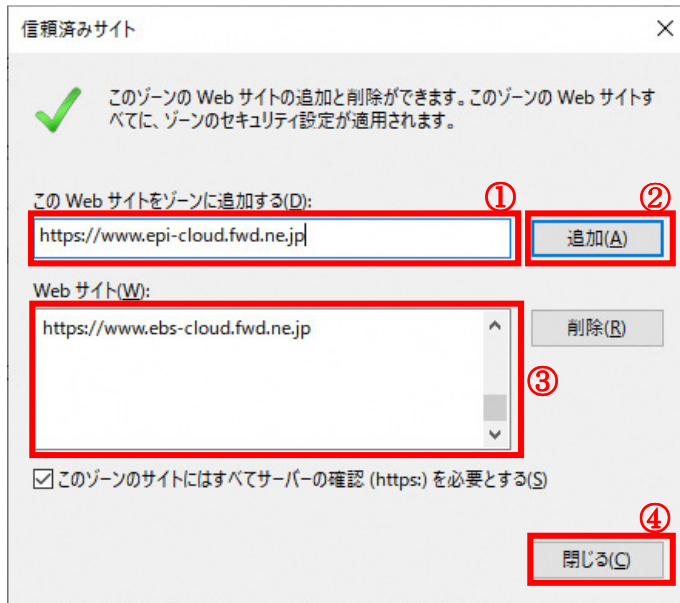 信頼済みサイト
このゾーンの Web サイトの追加と削除ができます。このゾーンの Web サイトす
べてに、ゾーンのセキュリティ設定が適用されます。
この Web サイトをゾーンに追加する(D):
①
②
https://www.epi-cloud.fwd.ne.jp
追加(A)
Web サイト(W):
https://www.ebs-cloud.fwd.ne.jp
削除(R)
③
このゾーンのサイトにはすべてサーバーの確認 (https:) を必要とする(S)
④
閉じる(C)